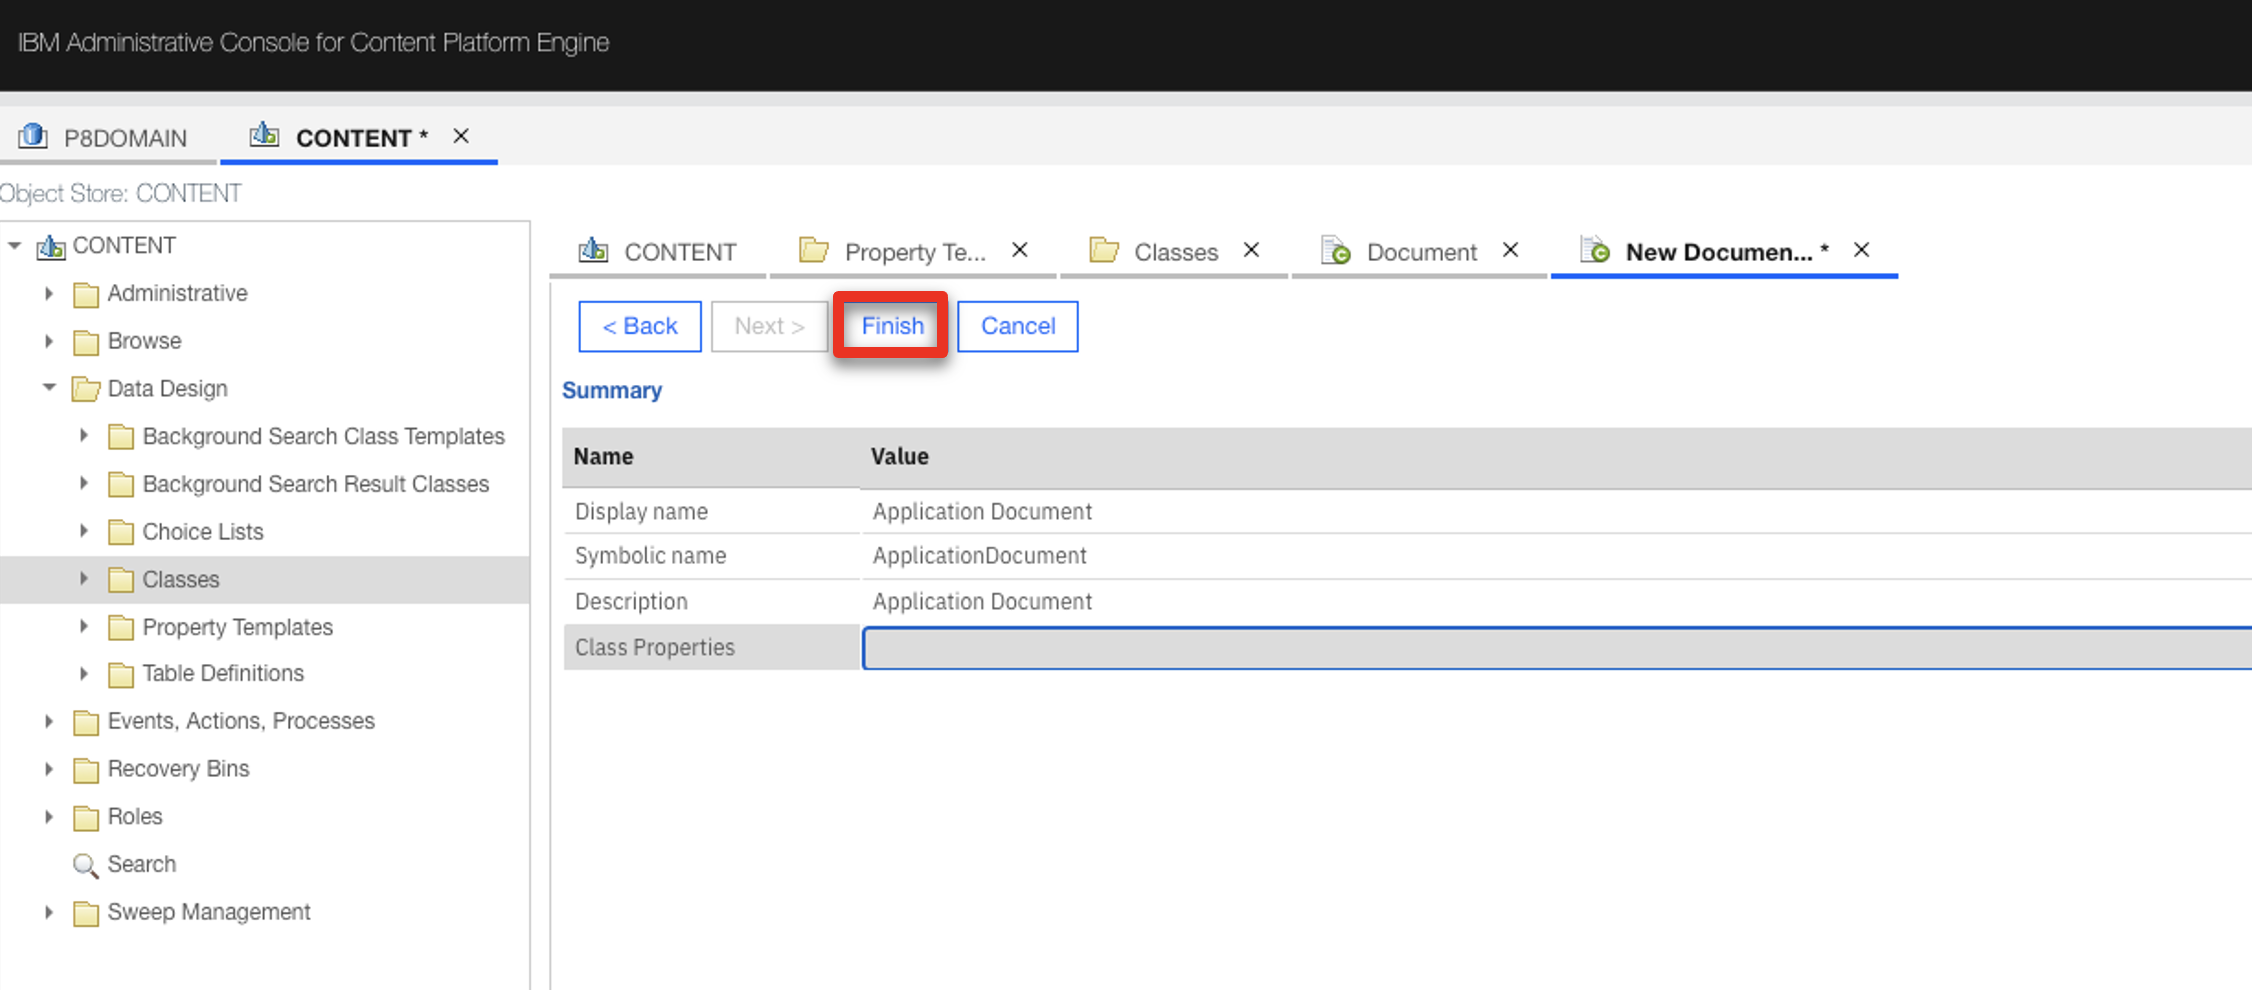 IBM Administrative Console for Content Platform Engine
P8DOMAIN
CONTENT *
Object Store: CONTENT
CONTENT
Administrative
Browse
Data Design
Background Search Class Templates
Background Search Result Classes
Choice Lists
Classes
Property Templates
Table Definitions
Events, Actions, Processes
Recovery Bins
Roles
Search
Sweep Management
CONTENT
Property Te...
Classes
Document
New Documen... *
< Back
Next >
Finish
Cancel
Summary
Name Value
Display name Application Document
Symbolic name ApplicationDocument
Description Application Document
Class Properties